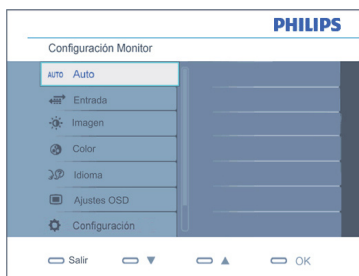 PHILIPS
Configuración Monitor
AUTO Auto
Entrada
Imagen
Color
Idioma
Ajustes OSD
Configuración
Salir ▼ ▲ OK